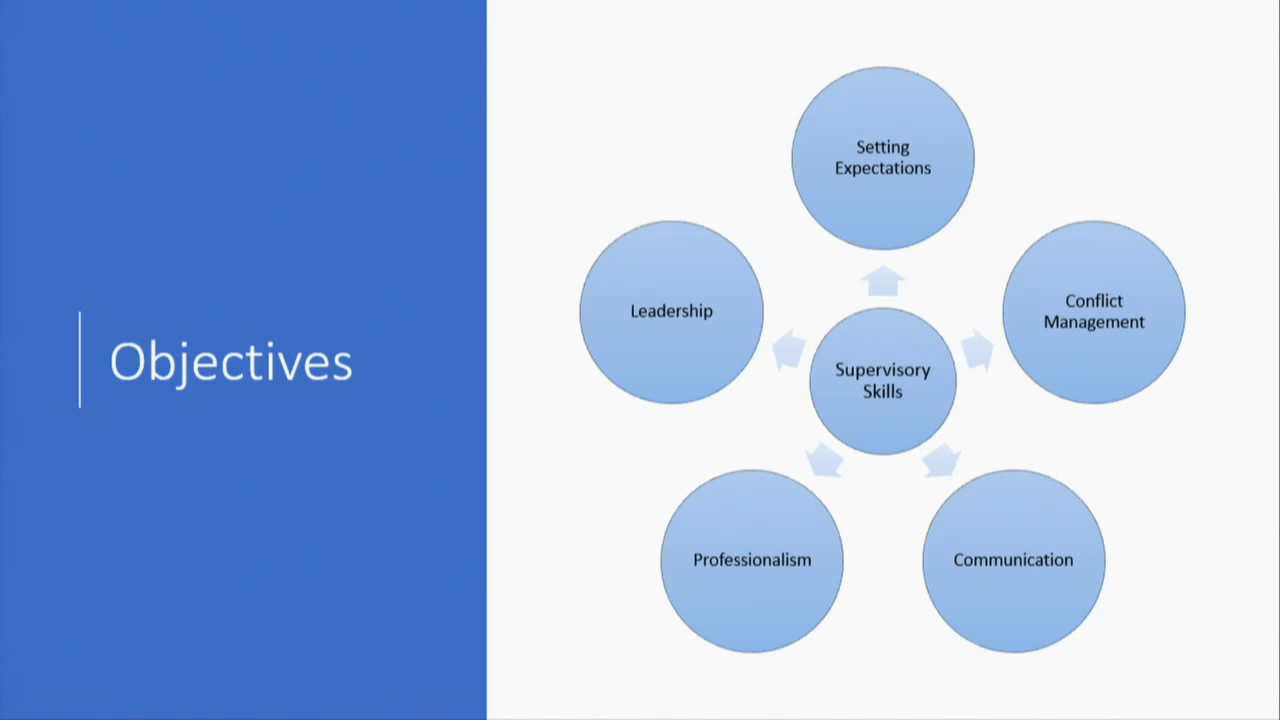 Objectives
Setting
Expectations
Conflict
Management
Communication
Professionalism
Leadership
Supervisory
Skills